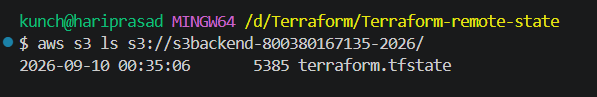 kunch@hariprasad MINGW64 /d/Terraform/Terraform-remote-state
$ aws s3 ls s3://s3backend-800380167135-2026/
2026-09-10 00:35:06       5385 terraform.tfstate